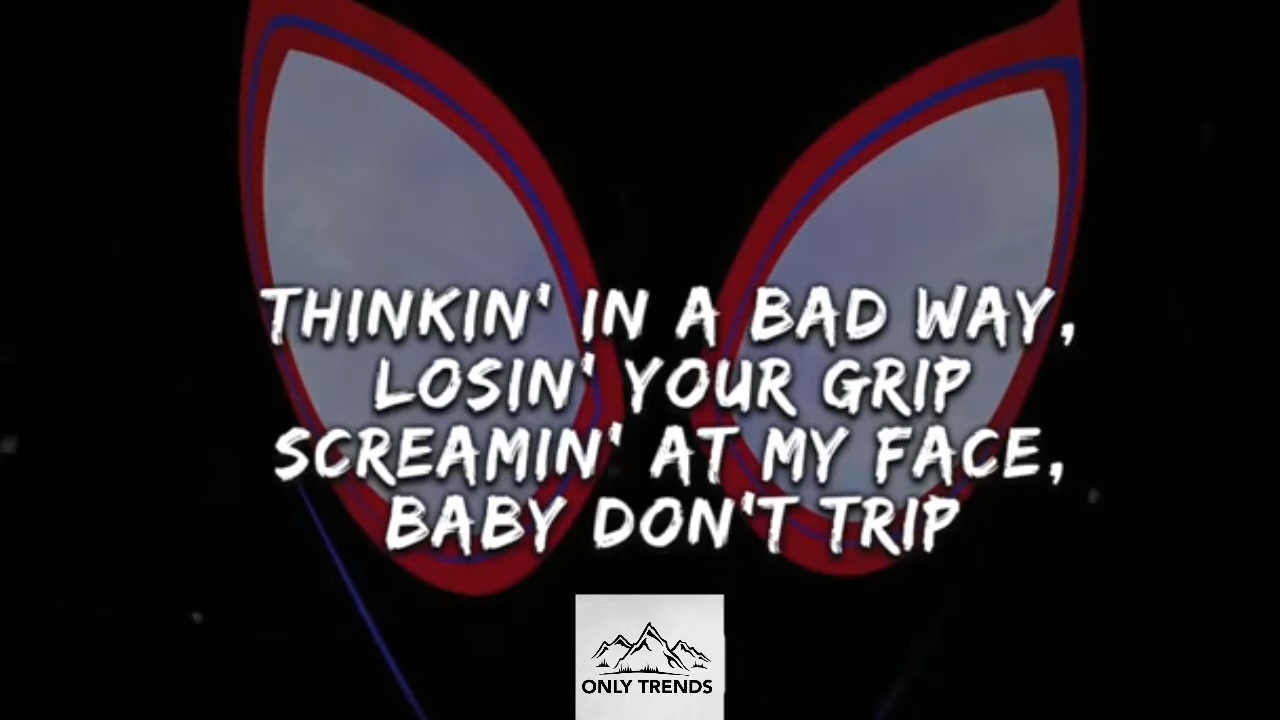 THINKIN' IN A BAD WAY,
LOSIN' YOUR GRIP
SCREAMIN' AT MY FACE,
BABY DON'T TRIP
ONLY TRENDS